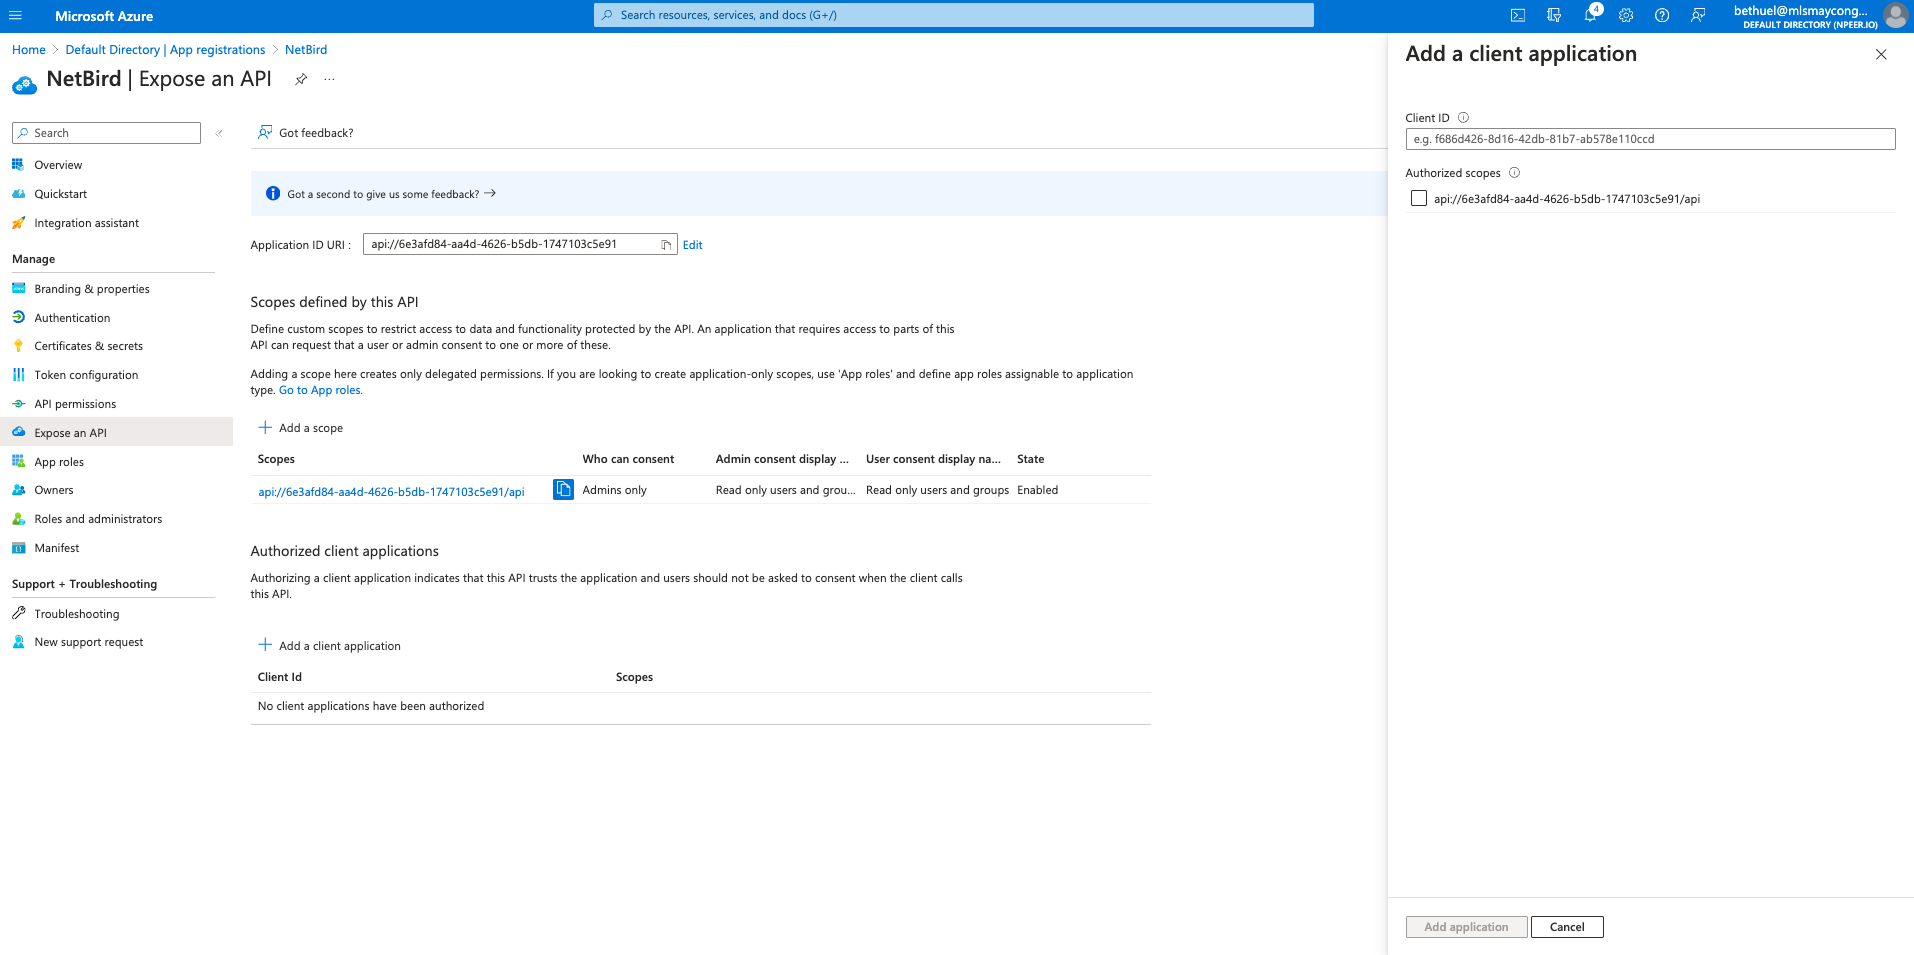 Microsoft Azure
Search resources, services, and docs (G+/)
4
bethuel@mlsmaycong...
DEFAULT DIRECTORY (NPEER.IO)
Home > Default Directory | App registrations > NetBird
NetBird | Expose an API
...
Search
«
Overview
Quickstart
Integration assistant
Manage
Branding & properties
Authentication
Certificates & secrets
Token configuration
API permissions
Expose an API
App roles
Owners
Roles and administrators
Manifest
Support + Troubleshooting
Troubleshooting
New support request
Got feedback?
Got a second to give us some feedback? →
Application ID URI : api://6e3afd84-aa4d-4626-b5db-1747103c5e91 Edit
Scopes defined by this API
Define custom scopes to restrict access to data and functionality protected by the API. An application that requires access to parts of this
API can request that a user or admin consent to one or more of these.
Adding a scope here creates only delegated permissions. If you are looking to create application-only scopes, use 'App roles' and define app roles assignable to application
type. Go to App roles.
Add a scope
Scopes Who can consent Admin consent display ... User consent display na... State
api://6e3afd84-aa4d-4626-b5db-1747103c5e91/api Admins only Read only users and grou... Read only users and groups Enabled
Authorized client applications
Authorizing a client application indicates that this API trusts the application and users should not be asked to consent when the client calls
this API.
Add a client application
Client Id Scopes
No client applications have been authorized
Add a client application
Client ID
e.g. f686d426-8d16-42db-81b7-ab578e110ccd
Authorized scopes
api://6e3afd84-aa4d-4626-b5db-1747103c5e91/api
Add application Cancel